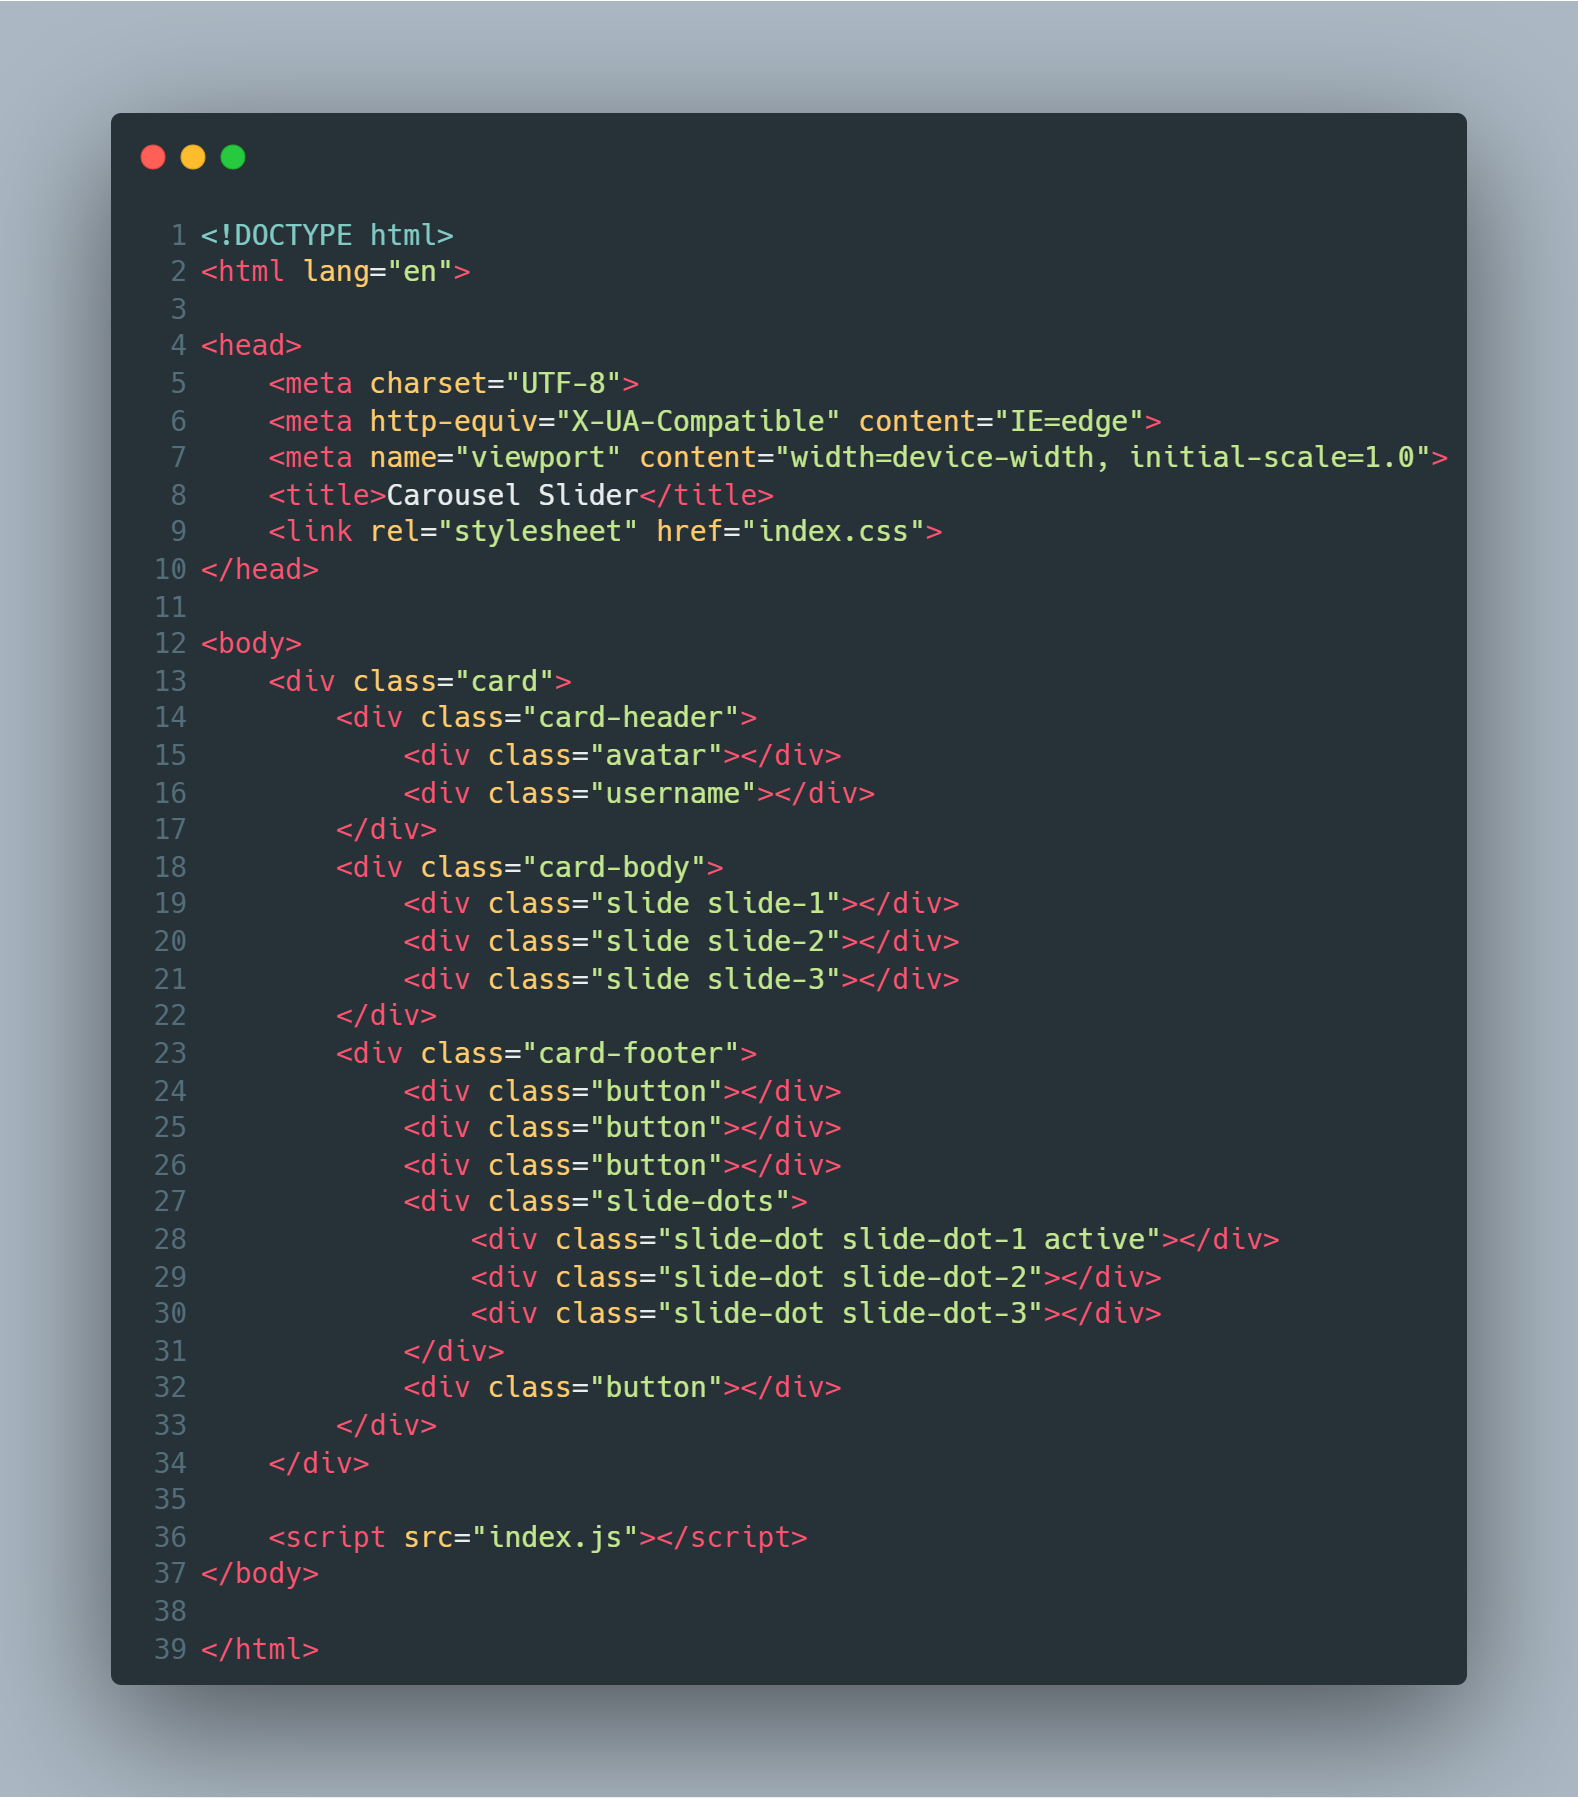 1 <!DOCTYPE html>
2 <html lang="en">
3
4 <head>
5     <meta charset="UTF-8">
6     <meta http-equiv="X-UA-Compatible" content="IE=edge">
7     <meta name="viewport" content="width=device-width, initial-scale=1.0">
8     <title>Carousel Slider</title>
9     <link rel="stylesheet" href="index.css">
10 </head>
11
12 <body>
13     <div class="card">
14         <div class="card-header">
15             <div class="avatar"></div>
16             <div class="username"></div>
17         </div>
18         <div class="card-body">
19             <div class="slide slide-1"></div>
20             <div class="slide slide-2"></div>
21             <div class="slide slide-3"></div>
22         </div>
23         <div class="card-footer">
24             <div class="button"></div>
25             <div class="button"></div>
26             <div class="button"></div>
27             <div class="slide-dots">
28                 <div class="slide-dot slide-dot-1 active"></div>
29                 <div class="slide-dot slide-dot-2"></div>
30                 <div class="slide-dot slide-dot-3"></div>
31             </div>
32             <div class="button"></div>
33         </div>
34     </div>
35
36     <script src="index.js"></script>
37 </body>
38
39 </html>